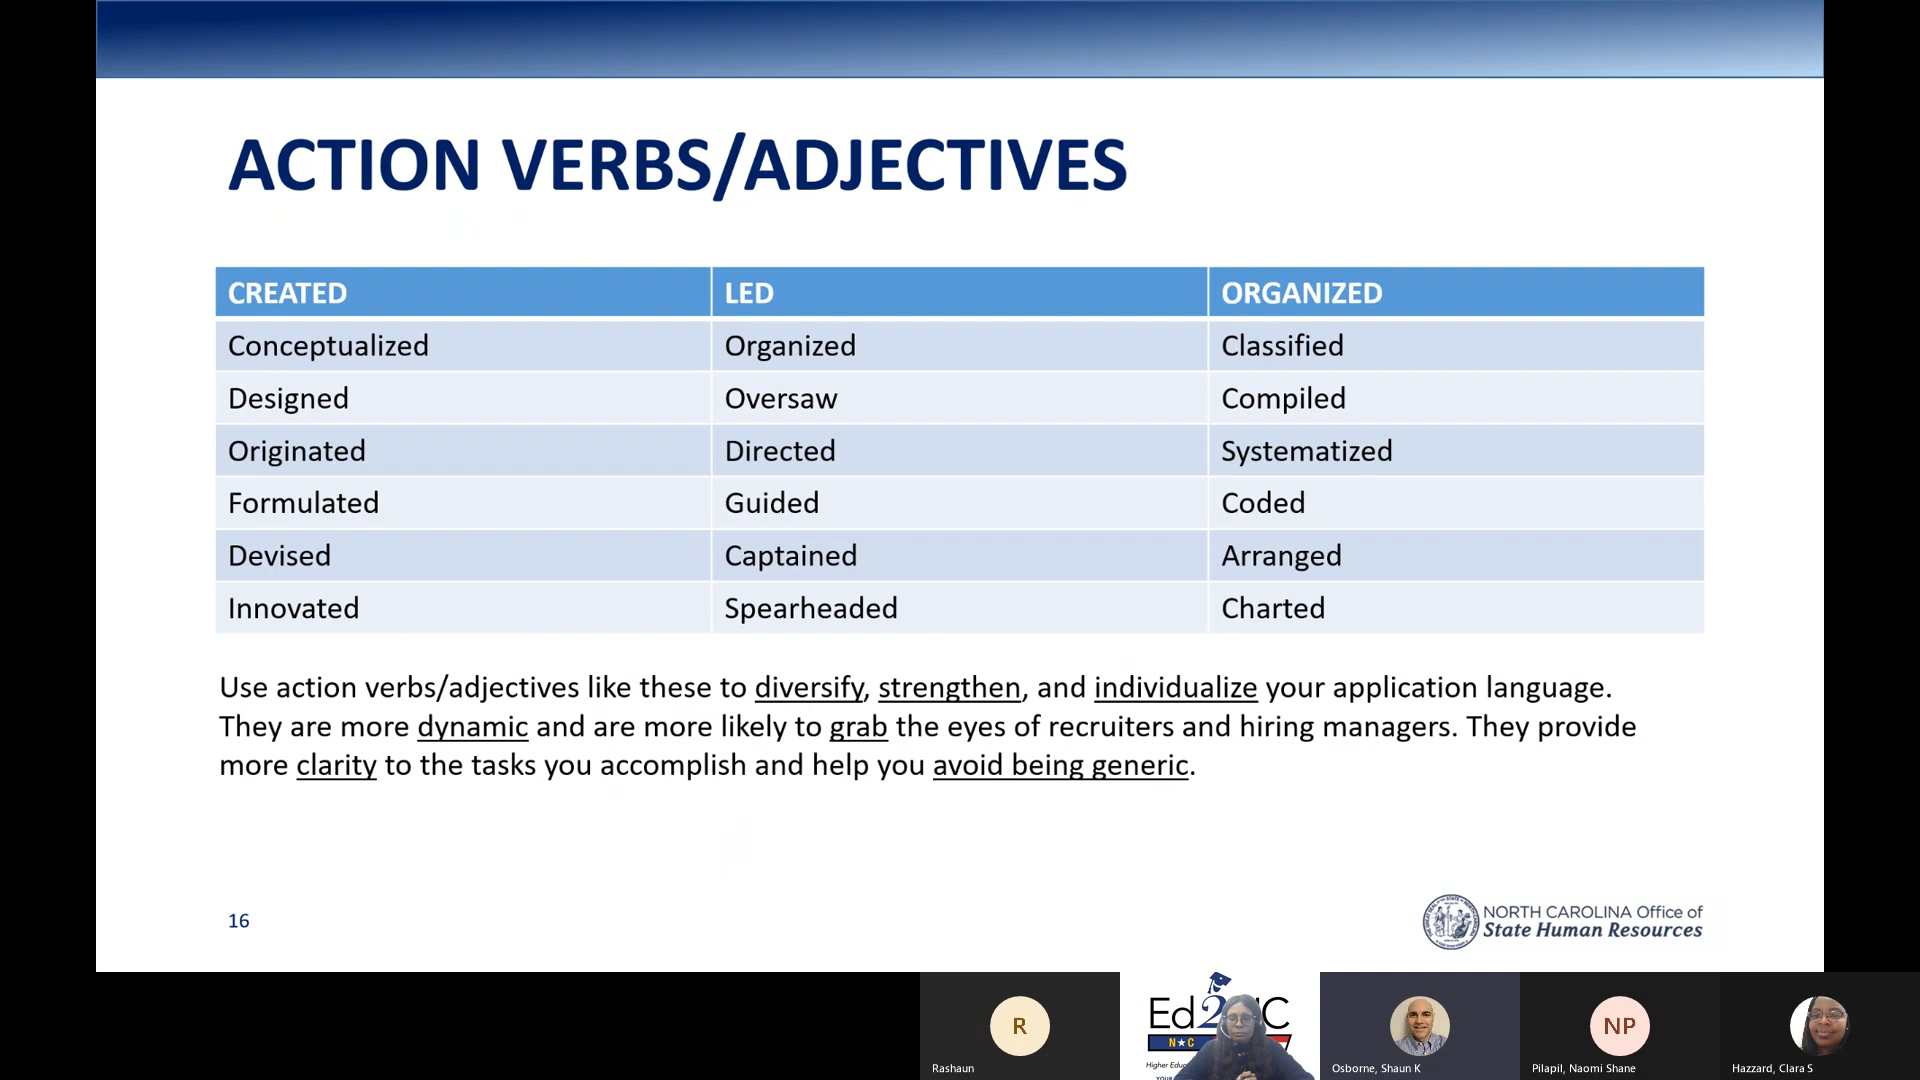 ACTION VERBS/ADJECTIVES
CREATED LED ORGANIZED
Conceptualized Organized Classified
Designed Oversaw Compiled
Originated Directed Systematized
Formulated Guided Coded
Devised Captained Arranged
Innovated Spearheaded Charted
Use action verbs/adjectives like these to diversify, strengthen, and individualize your application language.
They are more dynamic and are more likely to grab the eyes of recruiters and hiring managers. They provide
more clarity to the tasks you accomplish and help you avoid being generic.
16
NORTH CAROLINA Office of
State Human Resources
R
Rashaun
Ed2NC
N★C
Higher Educ
YOUR
Osborne, Shaun K
NP
Pilapil, Naomi Shane
Hazzard, Clara S